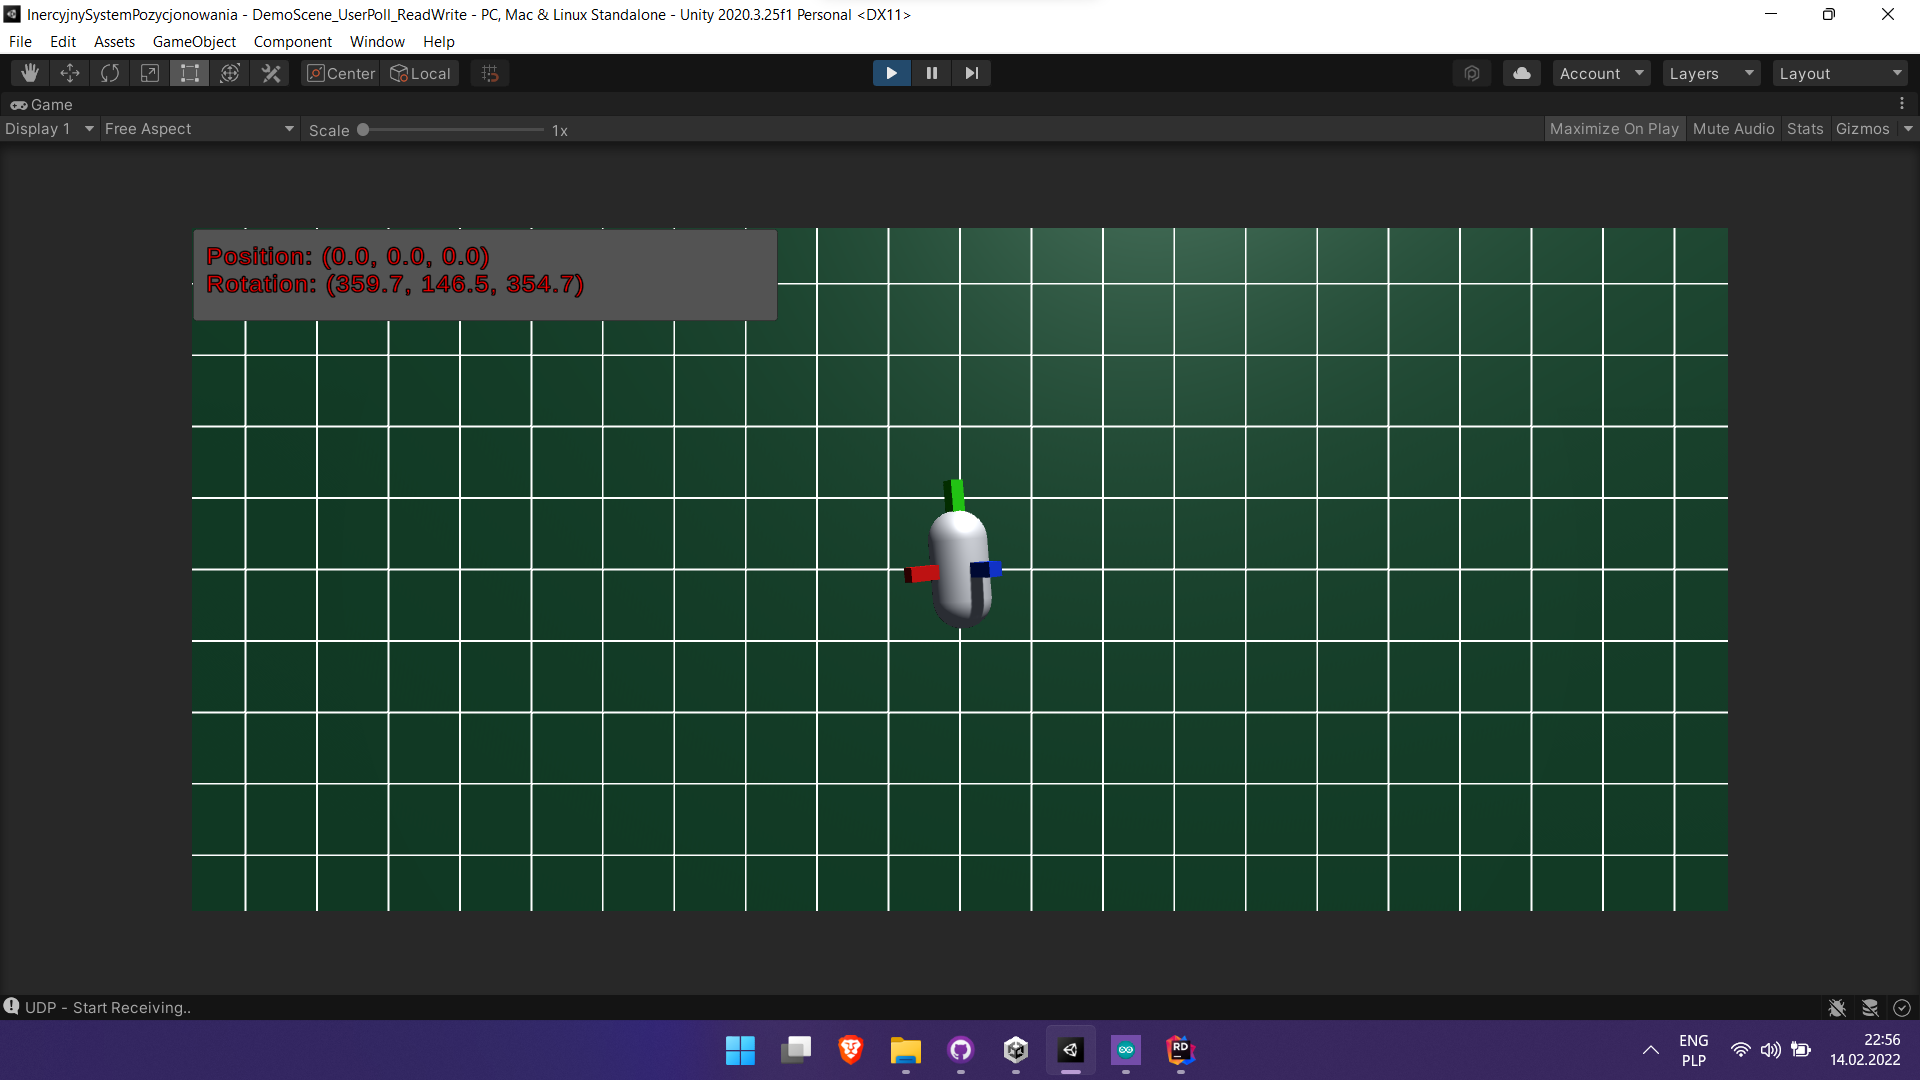 InercyjnySystemPozycjonowania - DemoScene_UserPoll_ReadWrite - PC, Mac & Linux Standalone - Unity 2020.3.25f1 Personal <DX11>
File Edit Assets GameObject Component Window Help
Center Local Account Layers Layout
Game
Display 1 Free Aspect Scale 1x Maximize On Play Mute Audio Stats Gizmos
Position: (0.0, 0.0, 0.0)
Rotation: (359.7, 146.5, 354.7)
UDP - Start Receiving..
RD
ENG 22:56
PLP 14.02.2022